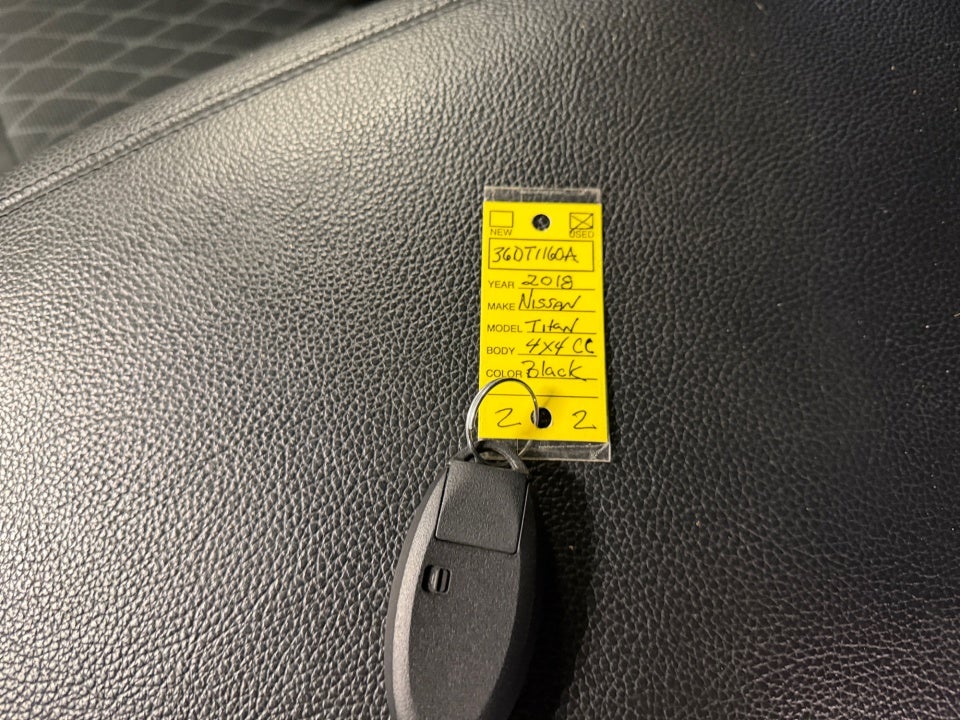 NEW USED
36DT1160A
YEAR 2018
MAKE Nissan
MODEL Titan
BODY 4x4 CC
COLOR Black
2 2